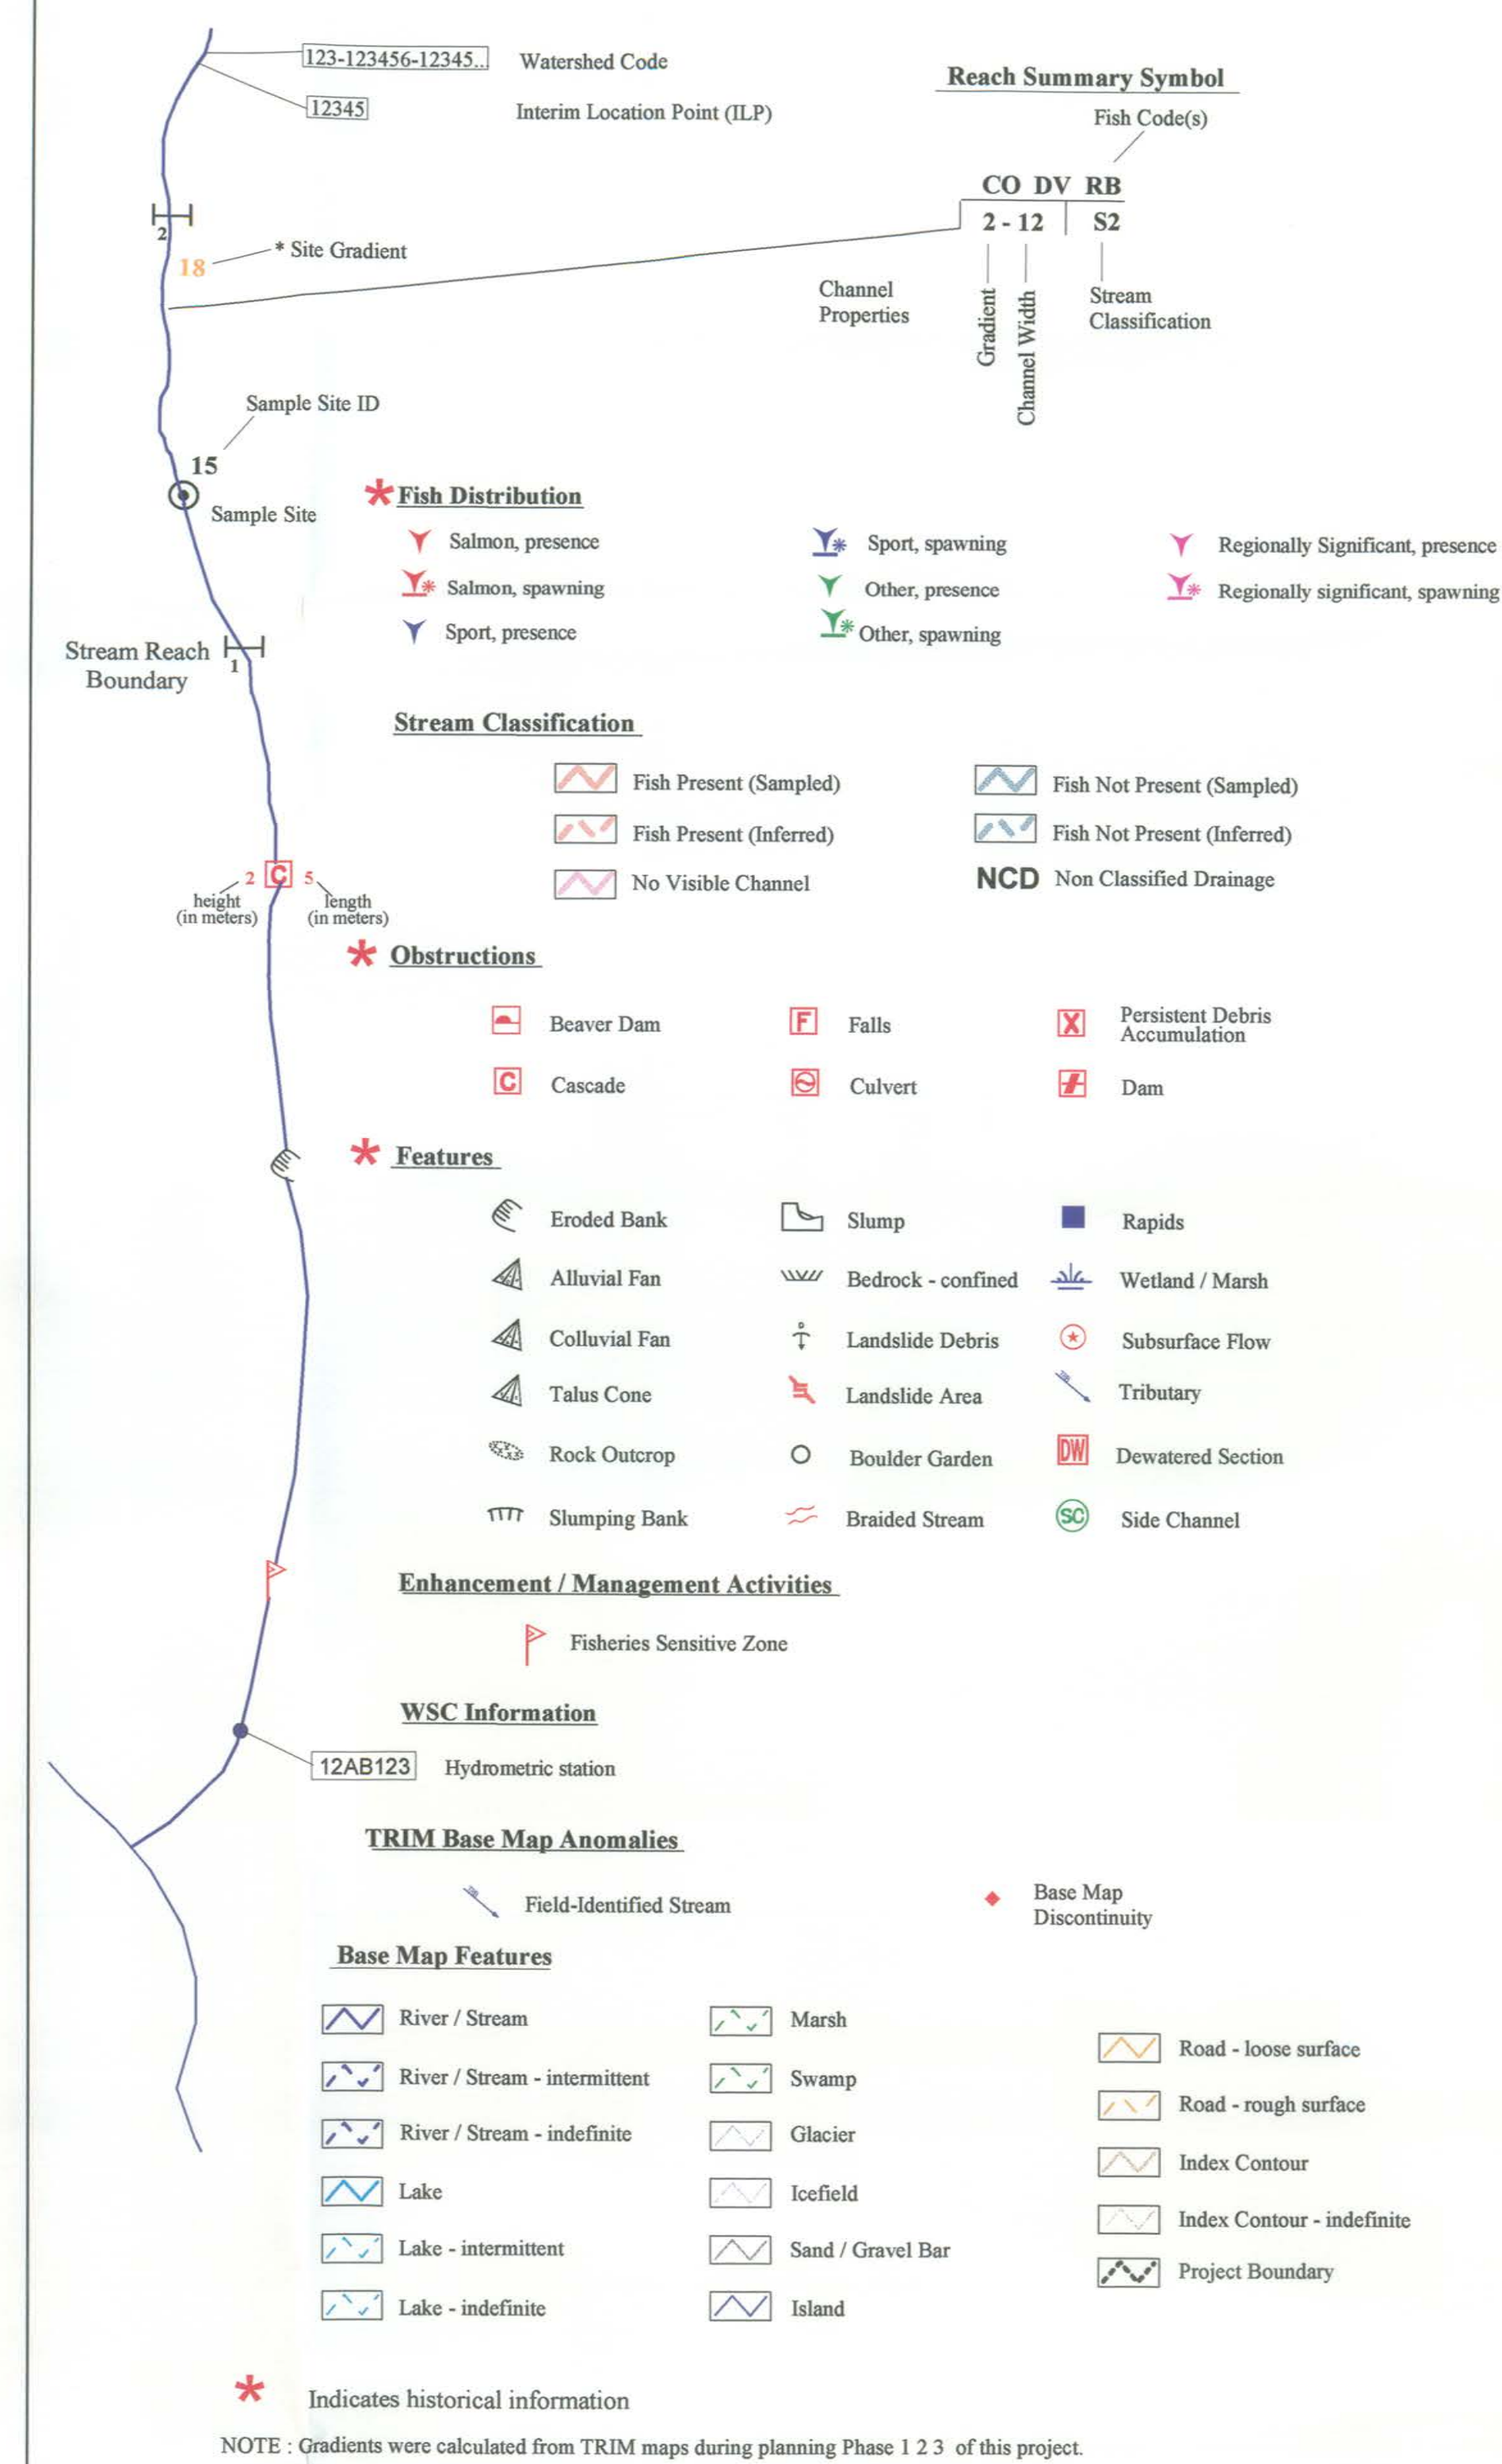 123-123456-12345...
Watershed Code
12345
Interim Location Point (ILP)
Reach Summary Symbol
Fish Code(s)
CO DV RB
2 - 12
S2
2
18
* Site Gradient
Channel
Properties
Gradient
Channel Width
Stream
Classification
Sample Site ID
15
Sample Site
* Fish Distribution
Salmon, presence
Sport, spawning
Regionally Significant, presence
Salmon, spawning
Other, presence
Regionally significant, spawning
Sport, presence
Other, spawning
Stream Reach
Boundary
1
Stream Classification
Fish Present (Sampled)
Fish Not Present (Sampled)
Fish Present (Inferred)
Fish Not Present (Inferred)
No Visible Channel
NCD Non Classified Drainage
2 C 5
height
(in meters)
length
(in meters)
* Obstructions
Beaver Dam
F Falls
X Persistent Debris
Accumulation
C Cascade
Culvert
Dam
* Features
Eroded Bank
Slump
Rapids
Alluvial Fan
Bedrock - confined
Wetland / Marsh
Colluvial Fan
Landslide Debris
Subsurface Flow
Talus Cone
Landslide Area
Tributary
Rock Outcrop
Boulder Garden
DW Dewatered Section
Slumping Bank
Braided Stream
SC Side Channel
Enhancement / Management Activities
Fisheries Sensitive Zone
WSC Information
12AB123
Hydrometric station
TRIM Base Map Anomalies
Field-Identified Stream
Base Map
Discontinuity
Base Map Features
River / Stream
Marsh
Road - loose surface
River / Stream - intermittent
Swamp
Road - rough surface
River / Stream - indefinite
Glacier
Index Contour
Lake
Icefield
Index Contour - indefinite
Lake - intermittent
Sand / Gravel Bar
Project Boundary
Lake - indefinite
Island
* Indicates historical information
NOTE : Gradients were calculated from TRIM maps during planning Phase 1 2 3 of this project.